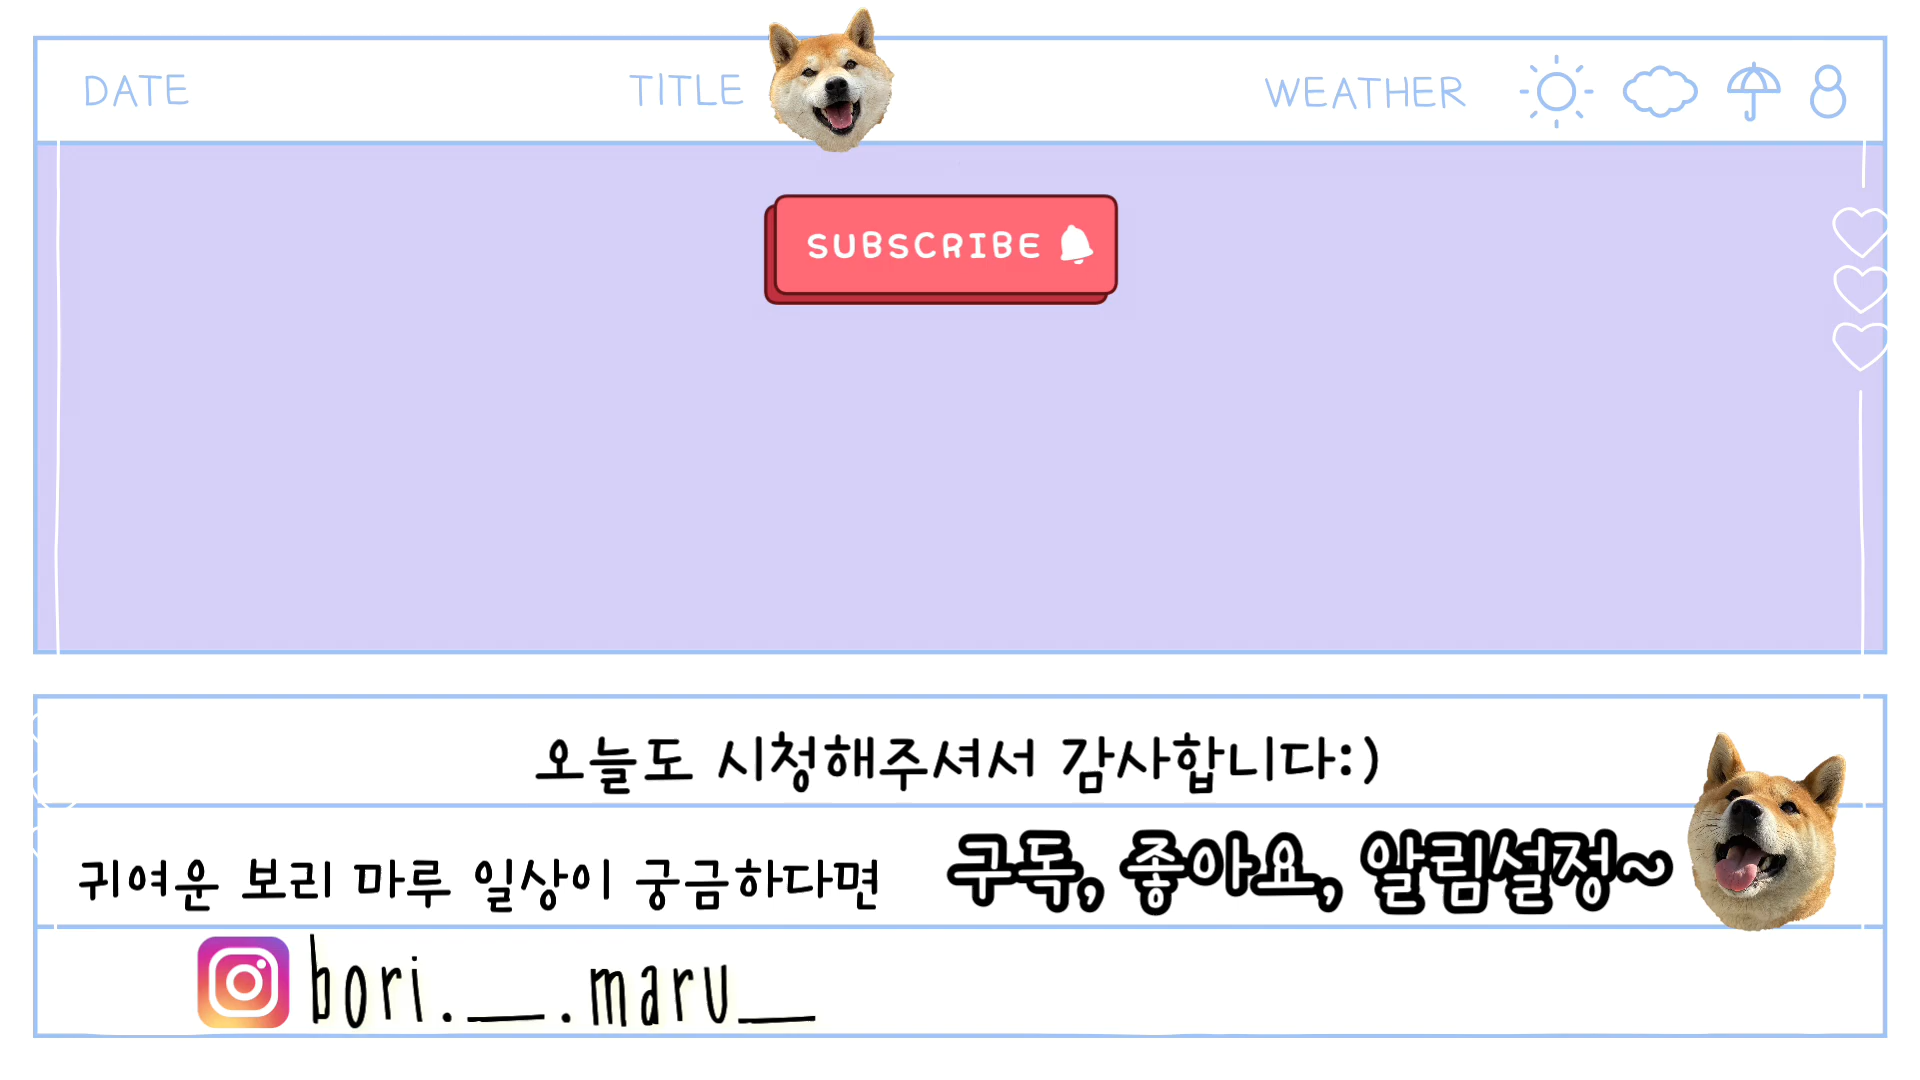 DATE TITLE WEATHER
SUBSCRIBE
오늘도 시청해주셔서 감사합니다:)
귀여운 보리 마루 일상이 궁금하다면 구독, 좋아요, 알림설정~
bori.__.maru__